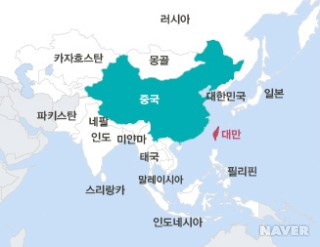 러시아
카자흐스탄
몽골
중국
대한민국
일본
파키스탄
네팔
인도
미얀마
대만
태국
필리핀
스리랑카
말레이시아
인도네시아
NAVER